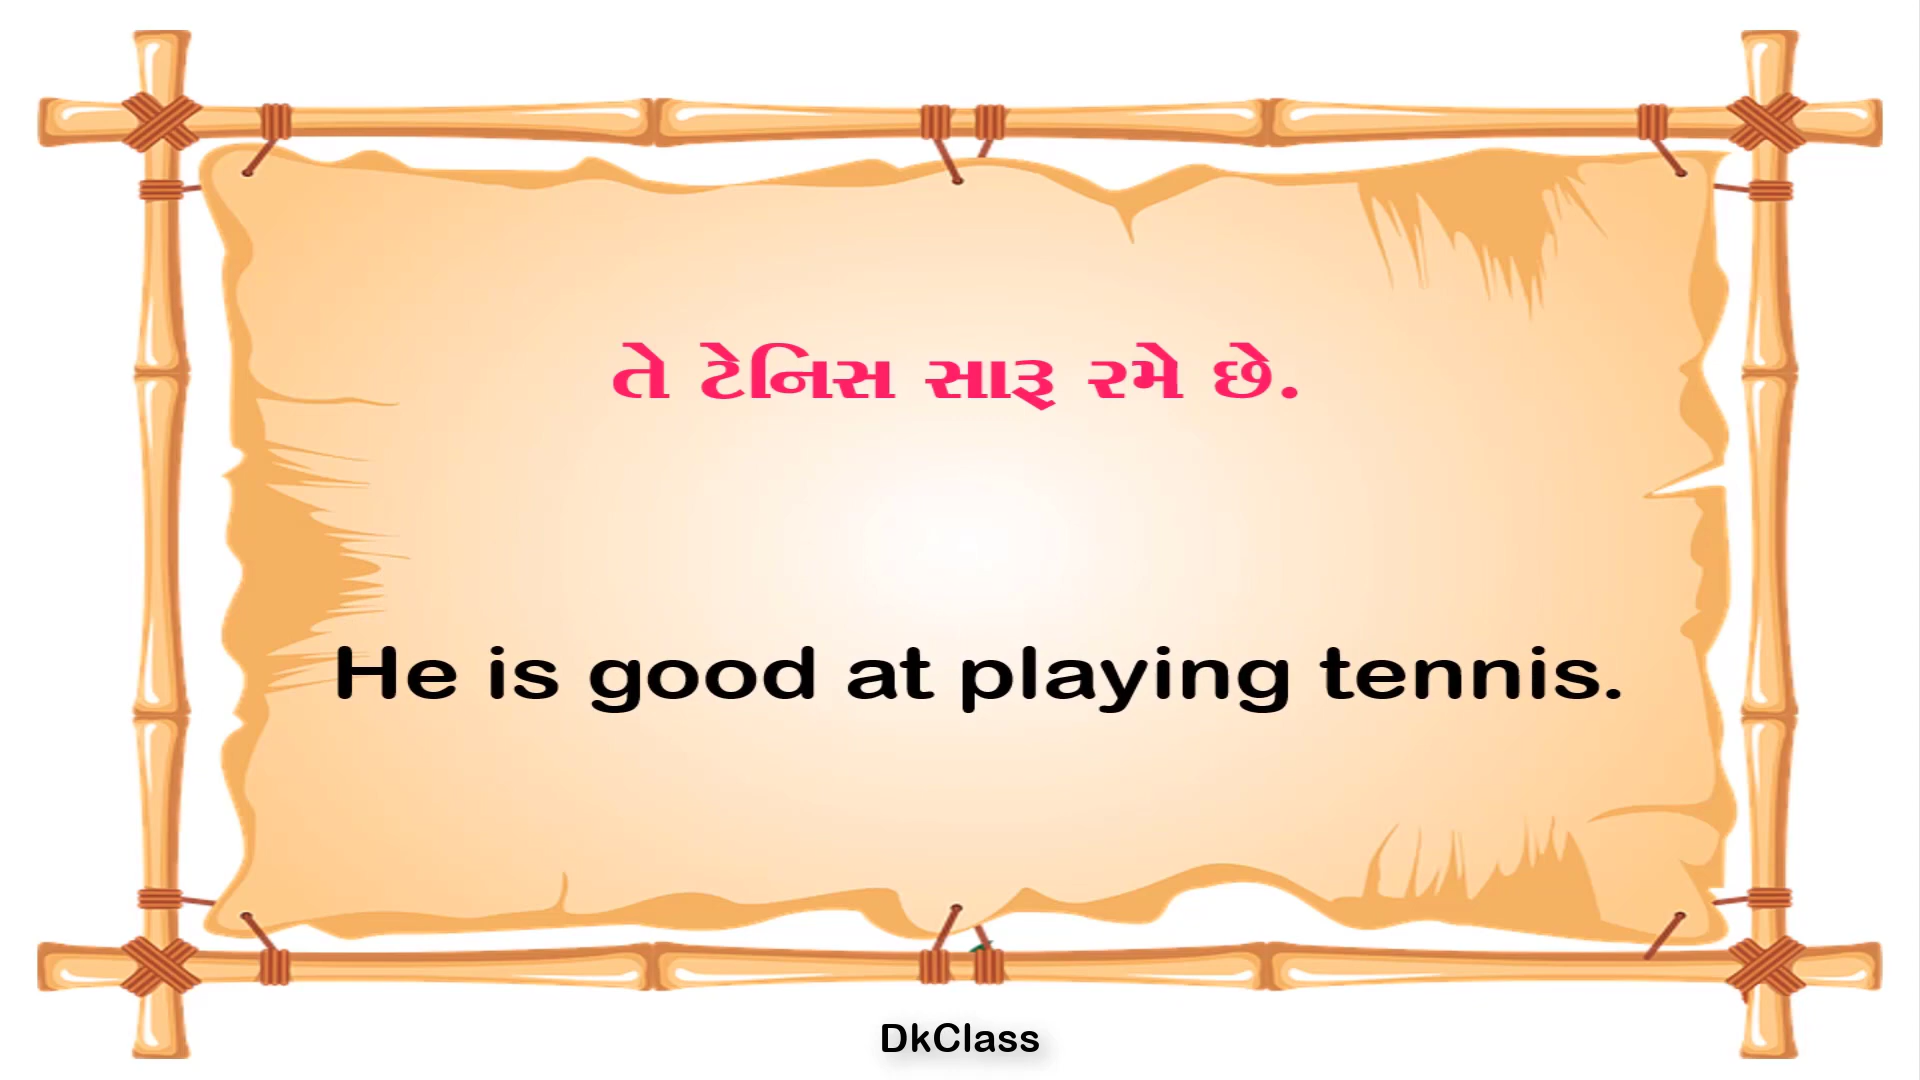 તે ટેનિસ સારૂ રમે છે.
He is good at playing tennis.
DkClass